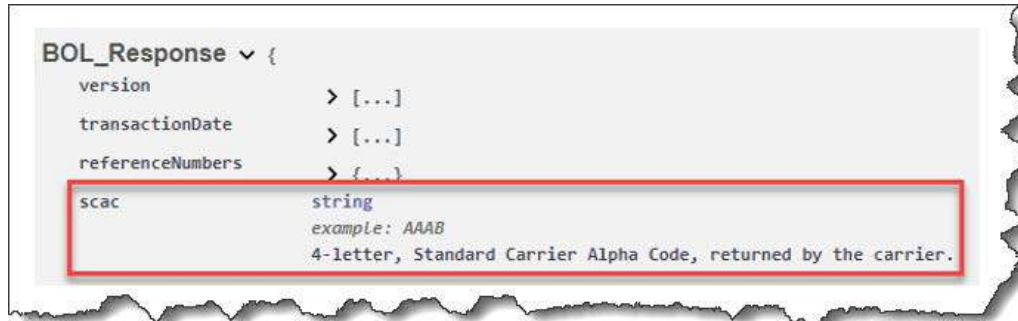 BOL_Response ⌄ {
version
> [...]
transactionDate
> [...]
referenceNumbers
> {...}
scac string
example: AAAB
4-letter, Standard Carrier Alpha Code, returned by the carrier.